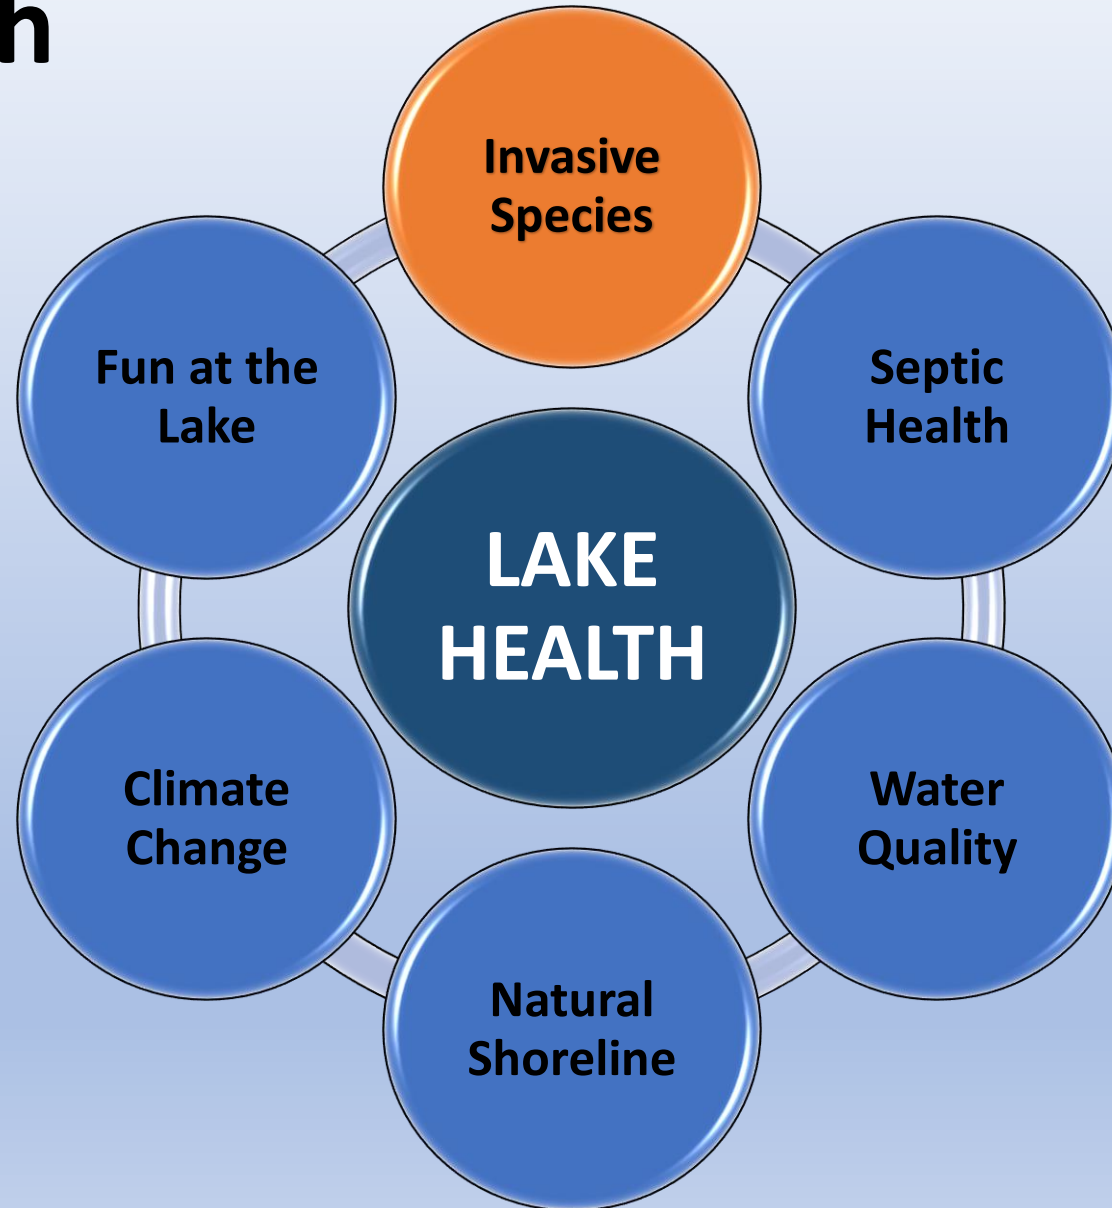 h
Invasive
Species
Fun at the
Lake
Septic
Health
LAKE
HEALTH
Climate
Change
Water
Quality
Natural
Shoreline